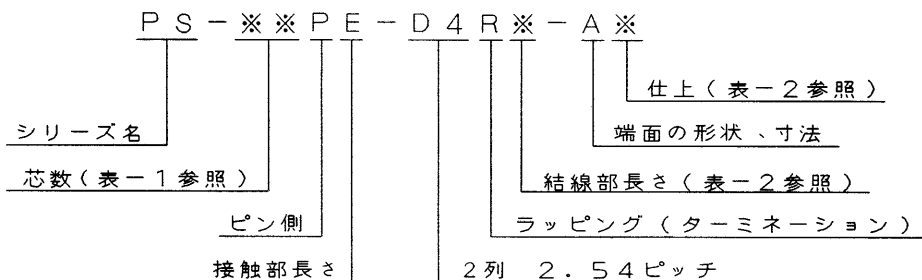 PS-※※PE-D4R※-A※
仕上(表-2参照)
シリーズ名
端面の形状、寸法
芯数(表-1参照)
結線部長さ(表-2参照)
ピン側
ラッピング(ターミネーション)
接触部長さ
2列 2.54ピッチ